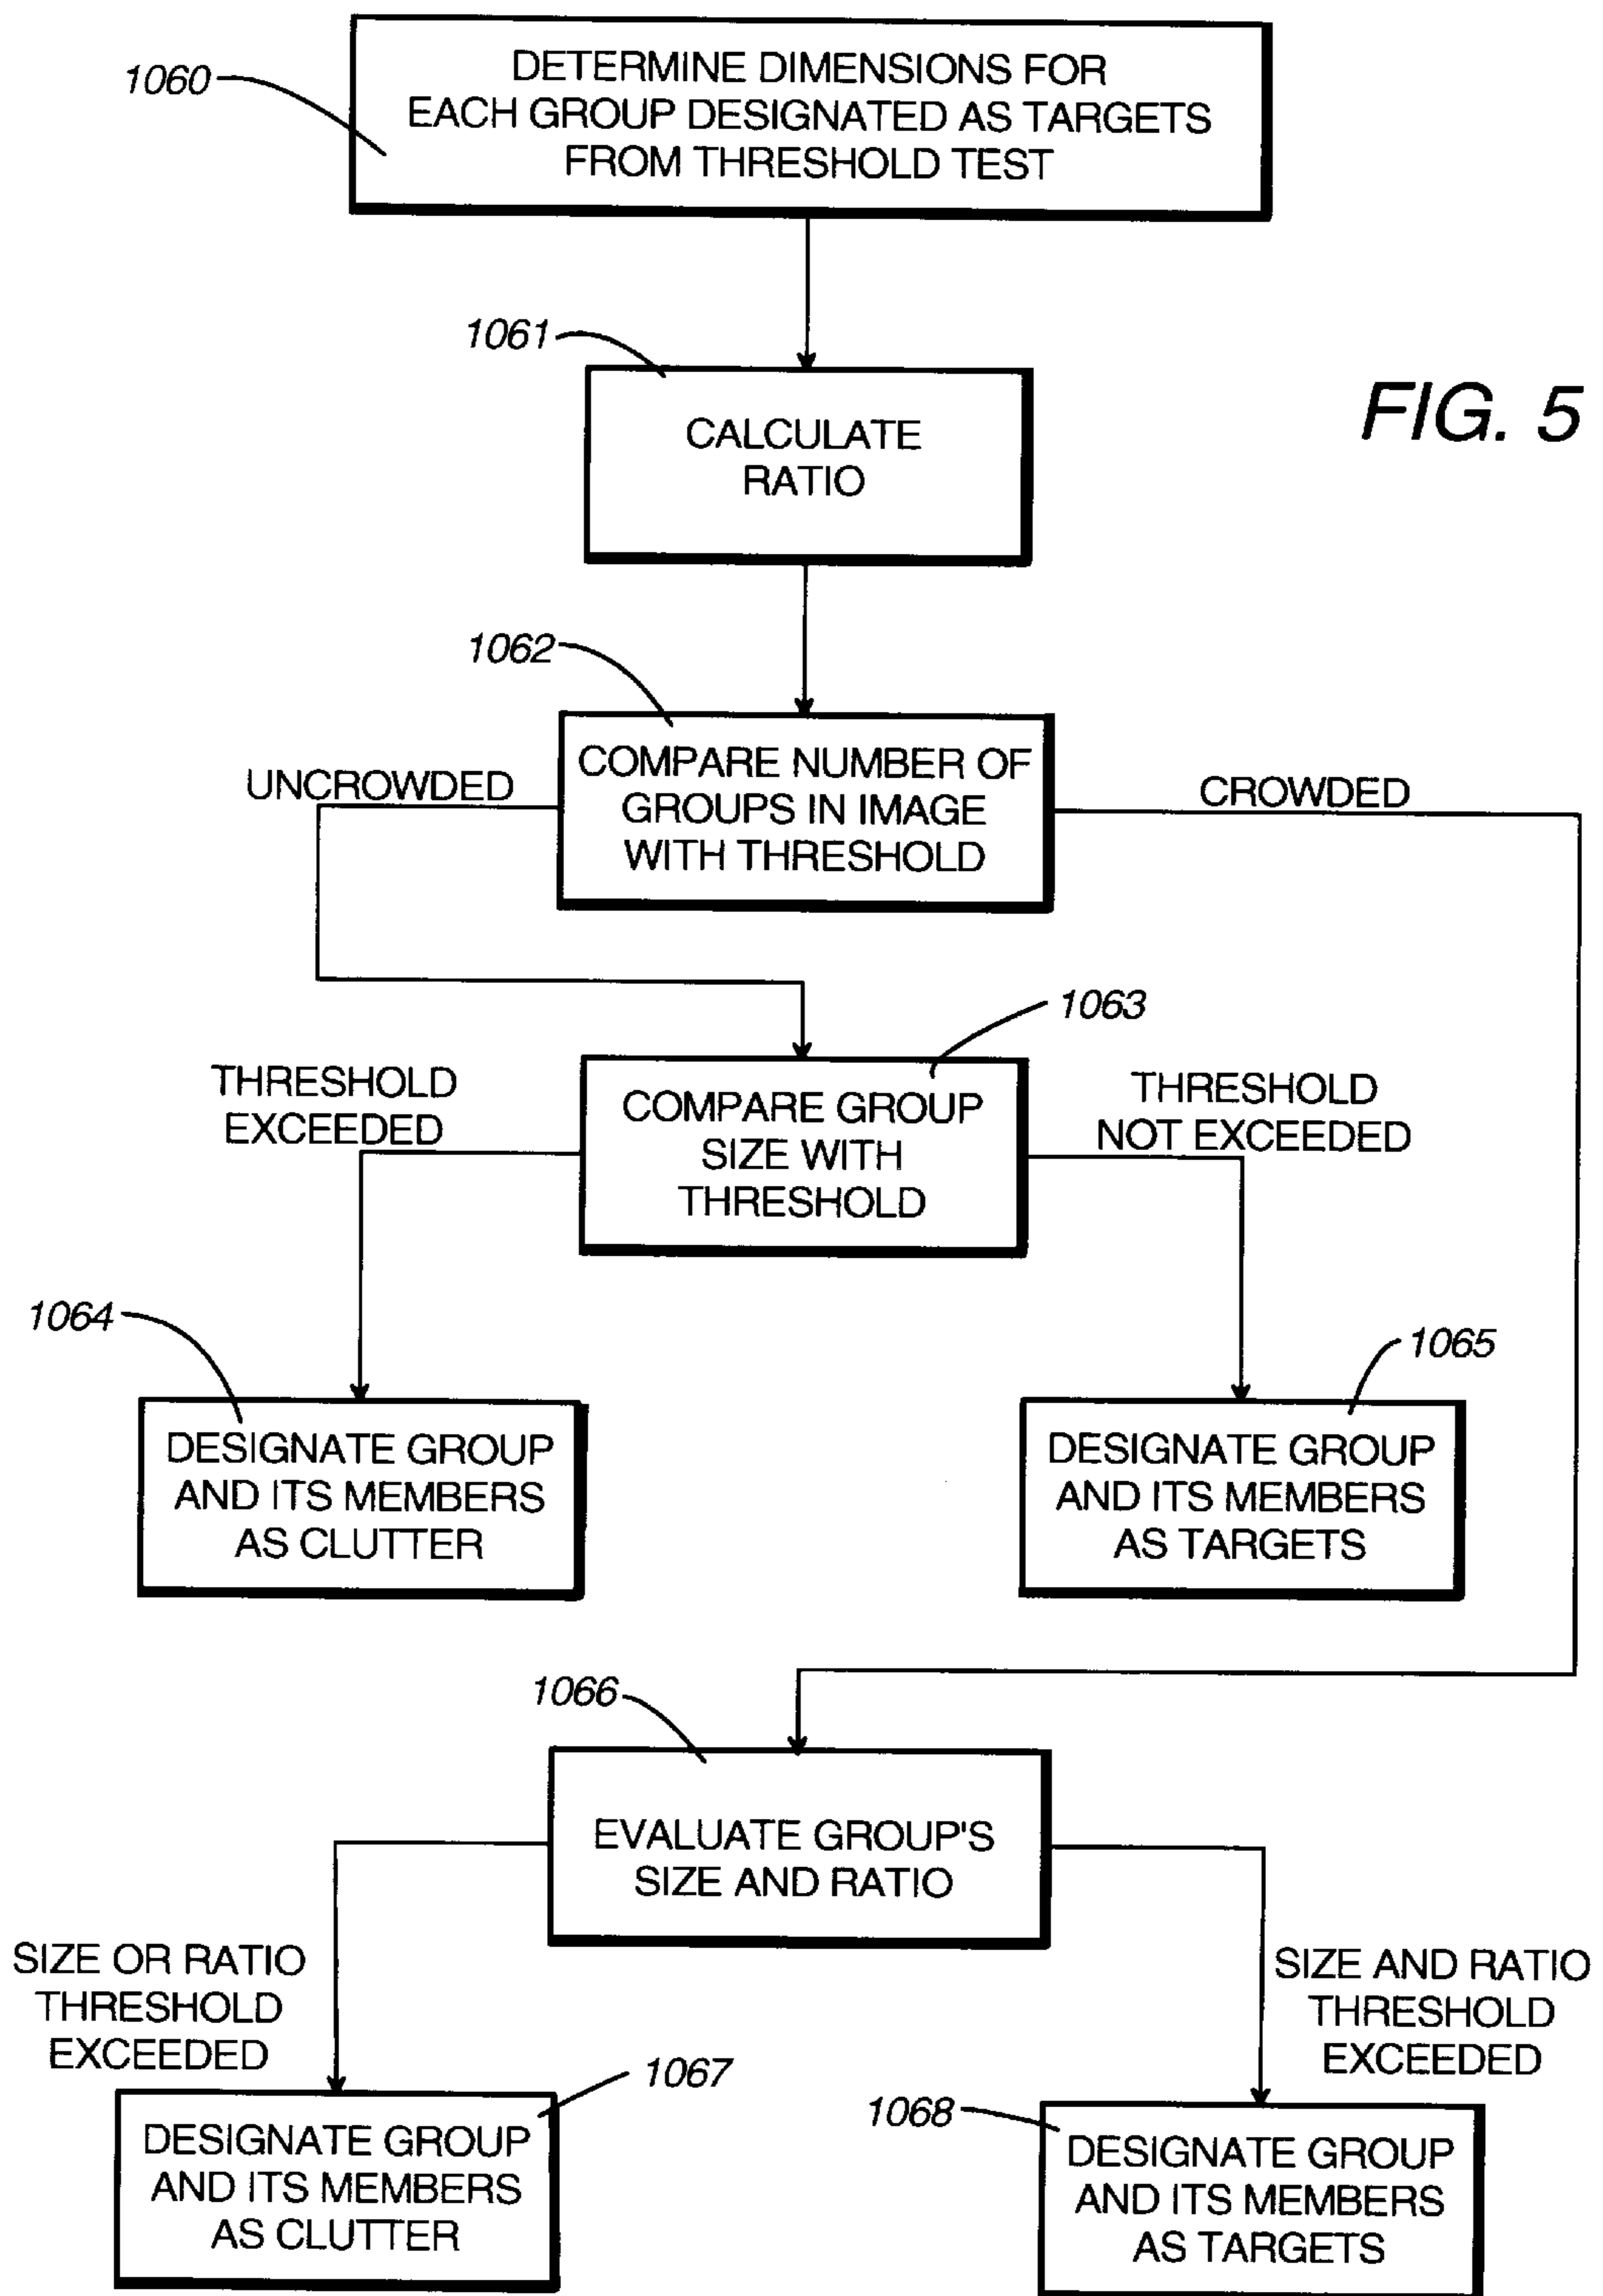 1060
DETERMINE DIMENSIONS FOR
EACH GROUP DESIGNATED AS TARGETS
FROM THRESHOLD TEST
1061
CALCULATE
RATIO
FIG. 5
1062
COMPARE NUMBER OF
GROUPS IN IMAGE
WITH THRESHOLD
UNCROWDED
CROWDED
1063
COMPARE GROUP
SIZE WITH
THRESHOLD
THRESHOLD
EXCEEDED
THRESHOLD
NOT EXCEEDED
1064
DESIGNATE GROUP
AND ITS MEMBERS
AS CLUTTER
1065
DESIGNATE GROUP
AND ITS MEMBERS
AS TARGETS
1066
EVALUATE GROUP'S
SIZE AND RATIO
SIZE OR RATIO
THRESHOLD
EXCEEDED
SIZE AND RATIO
THRESHOLD
EXCEEDED
1067
DESIGNATE GROUP
AND ITS MEMBERS
AS CLUTTER
1068
DESIGNATE GROUP
AND ITS MEMBERS
AS TARGETS